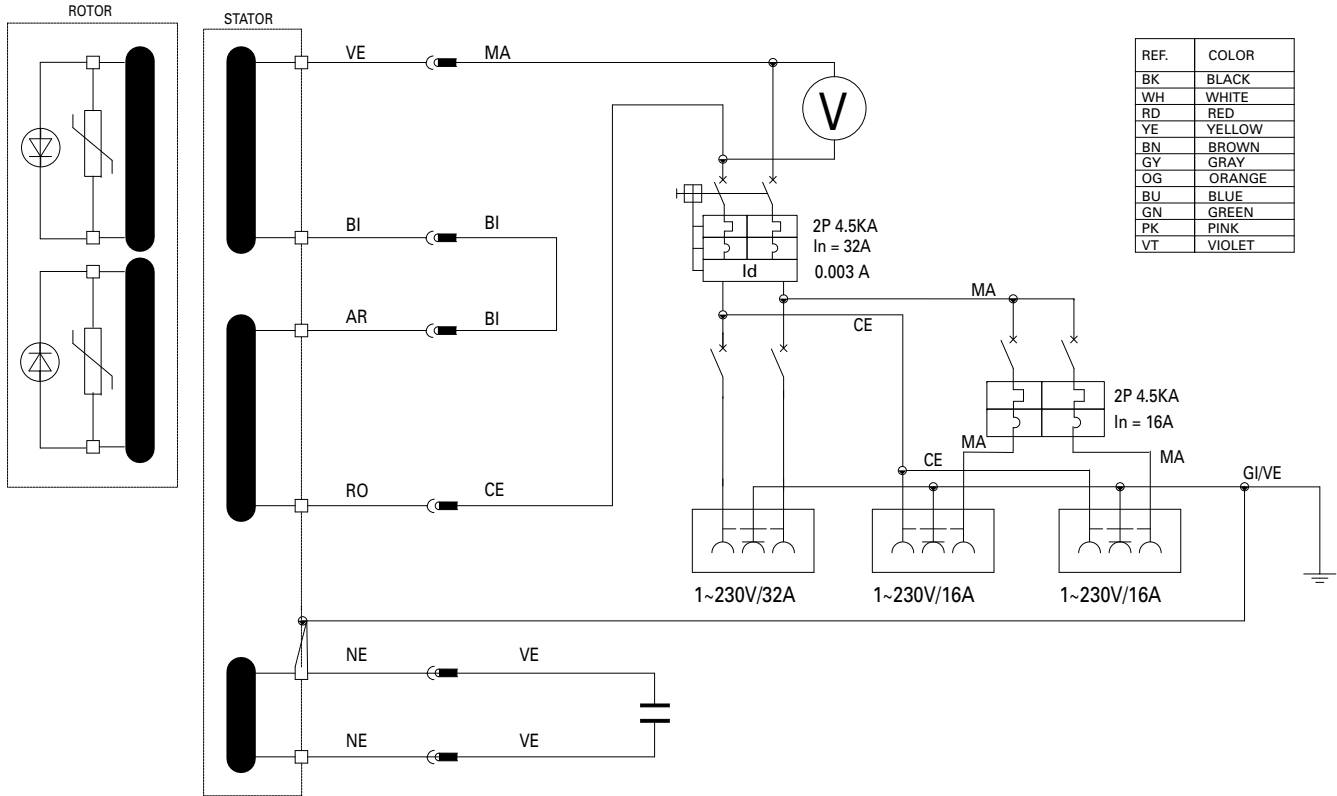 ROTOR
STATOR
VE MA
V
BI BI
AR BI
RO CE
NE VE
NE VE
2P 4.5KA
In = 32A
Id 0.003 A
MA
CE
2P 4.5KA
In = 16A
MA
MA
CE
GI/VE
1~230V/32A
1~230V/16A
1~230V/16A
REF. COLOR
BK BLACK
WH WHITE
RD RED
YE YELLOW
BN BROWN
GY GRAY
OG ORANGE
BU BLUE
GN GREEN
PK PINK
VT VIOLET